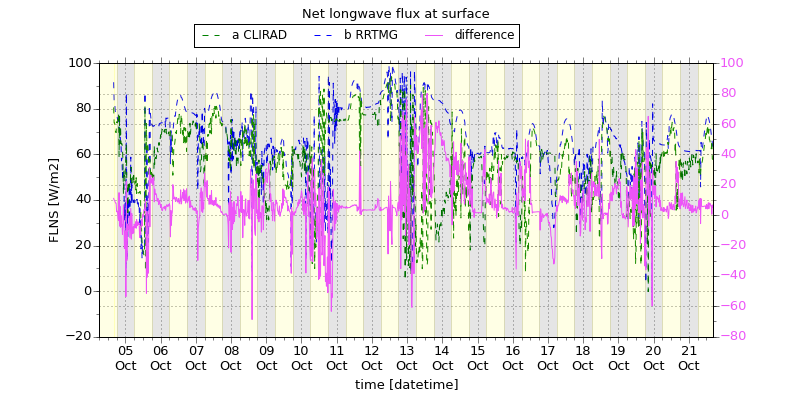 Net longwave flux at surface
a CLIRAD b RRTMG difference
FLNS [W/m2]
100
80
60
40
20
0
−20
100
80
60
40
20
0
−20
−40
−60
−80
05 06 07 08 09 10 11 12 13 14 15 16 17 18 19 20 21
Oct Oct Oct Oct Oct Oct Oct Oct Oct Oct Oct Oct Oct Oct Oct Oct Oct
time [datetime]